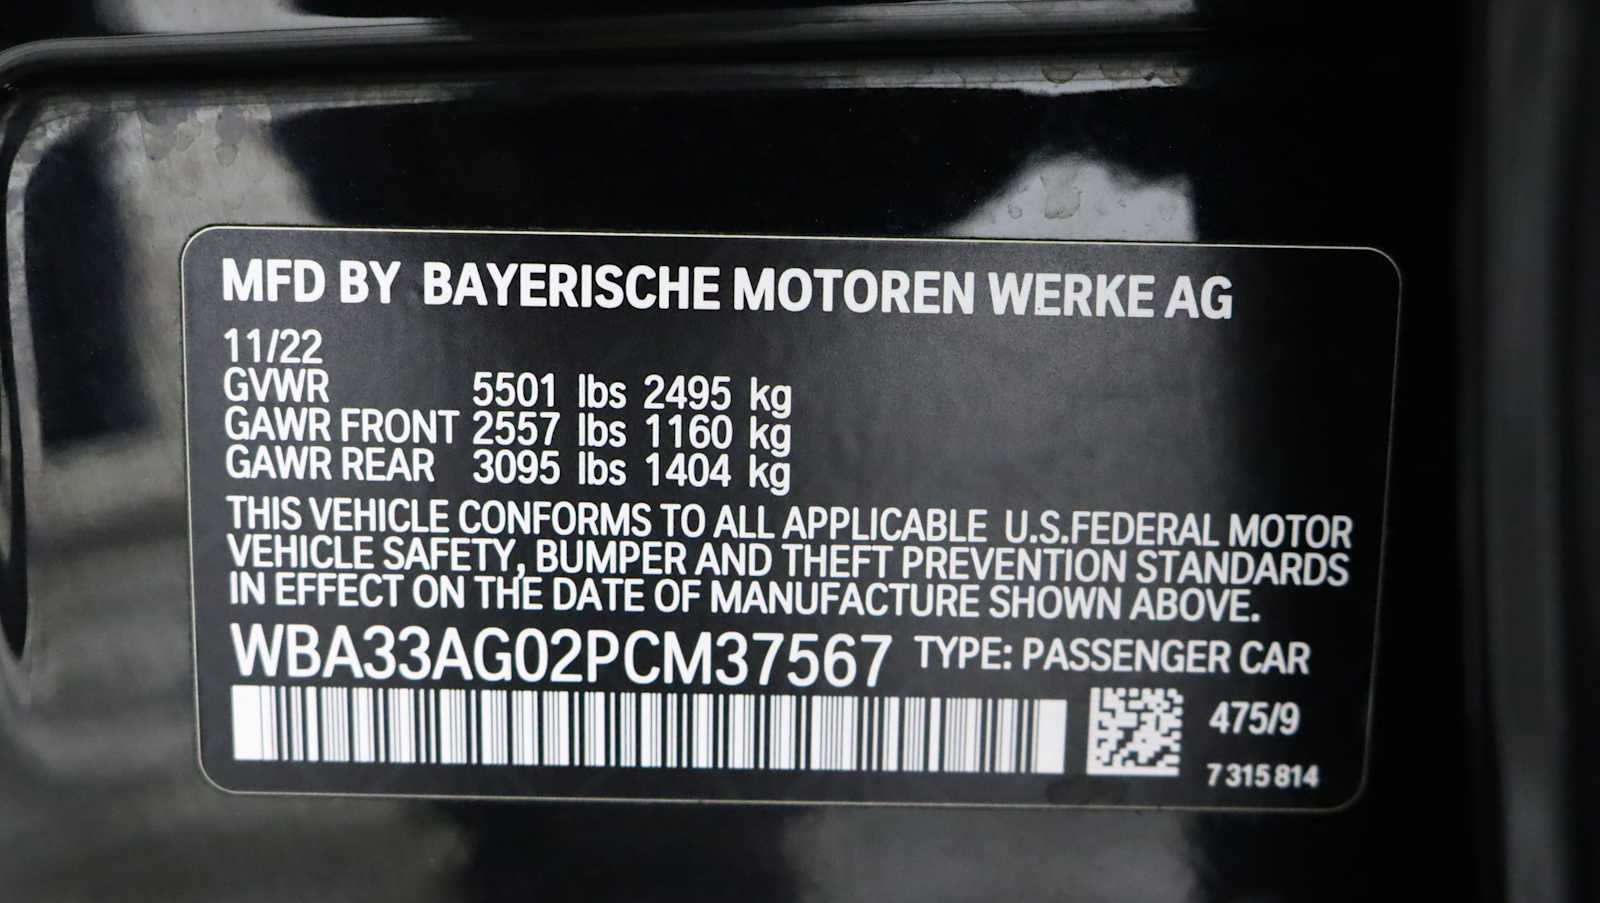 MFD BY BAYERISCHE MOTOREN WERKE AG
11/22
GVWR 5501 lbs 2495 kg
GAWR FRONT 2557 lbs 1160 kg
GAWR REAR 3095 lbs 1404 kg
THIS VEHICLE CONFORMS TO ALL APPLICABLE U.S.FEDERAL MOTOR
VEHICLE SAFETY, BUMPER AND THEFT PREVENTION STANDARDS
IN EFFECT ON THE DATE OF MANUFACTURE SHOWN ABOVE.
WBA33AG02PCM37567 TYPE: PASSENGER CAR
475/9
7 315 814